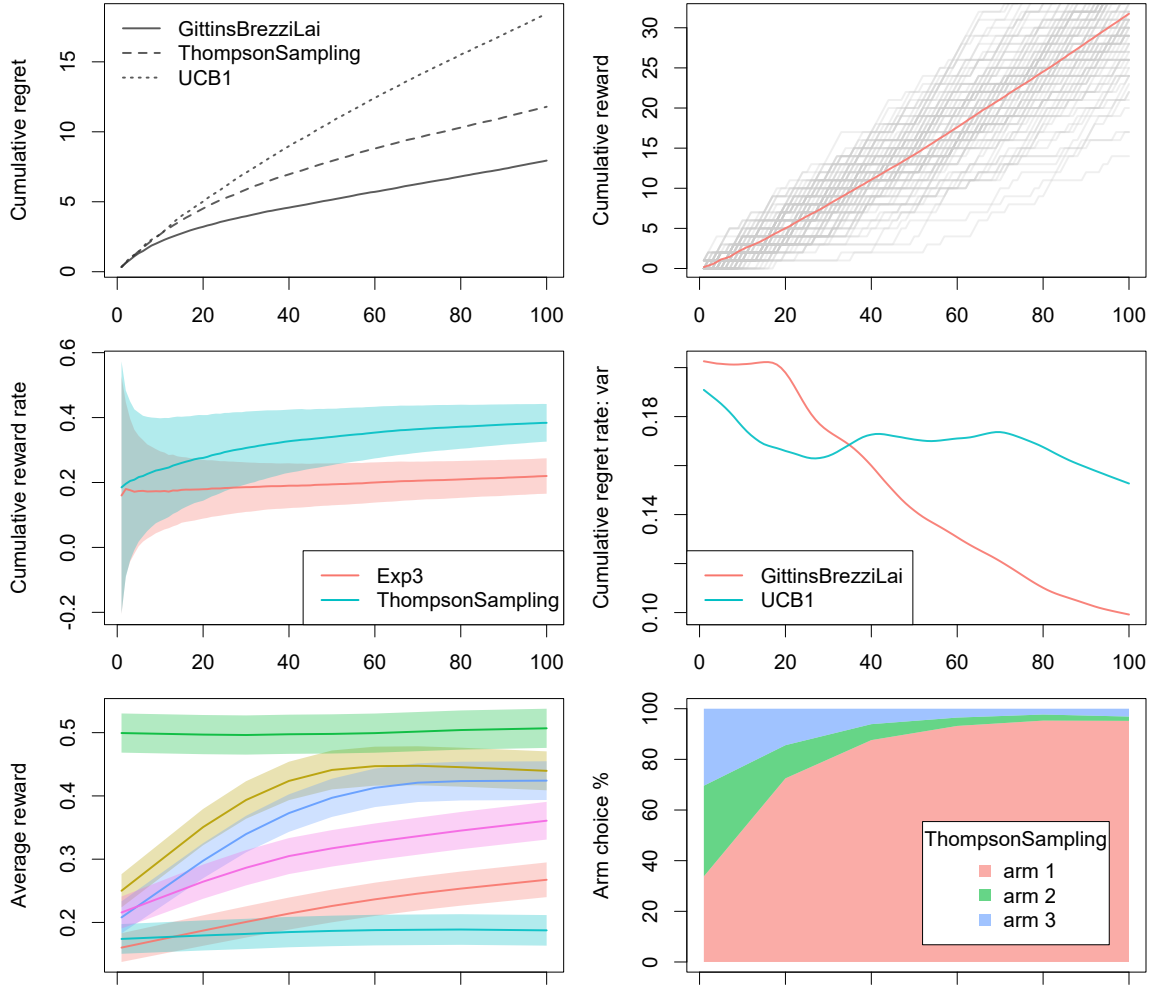 Cumulative regret
0
5
10
15
GittinsBrezziLai
ThompsonSampling
UCB1
0 20 40 60 80 100
Cumulative reward
0
5
10
15
20
25
30
0 20 40 60 80 100
Cumulative reward rate
-0.2
0.0
0.2
0.4
0.6
Exp3
ThompsonSampling
0 20 40 60 80 100
Cumulative regret rate: var
0.10
0.14
0.18
GittinsBrezziLai
UCB1
0 20 40 60 80 100
Average reward
0.2
0.3
0.4
0.5
Arm choice %
0
20
40
60
80
100
ThompsonSampling
arm 1
arm 2
arm 3